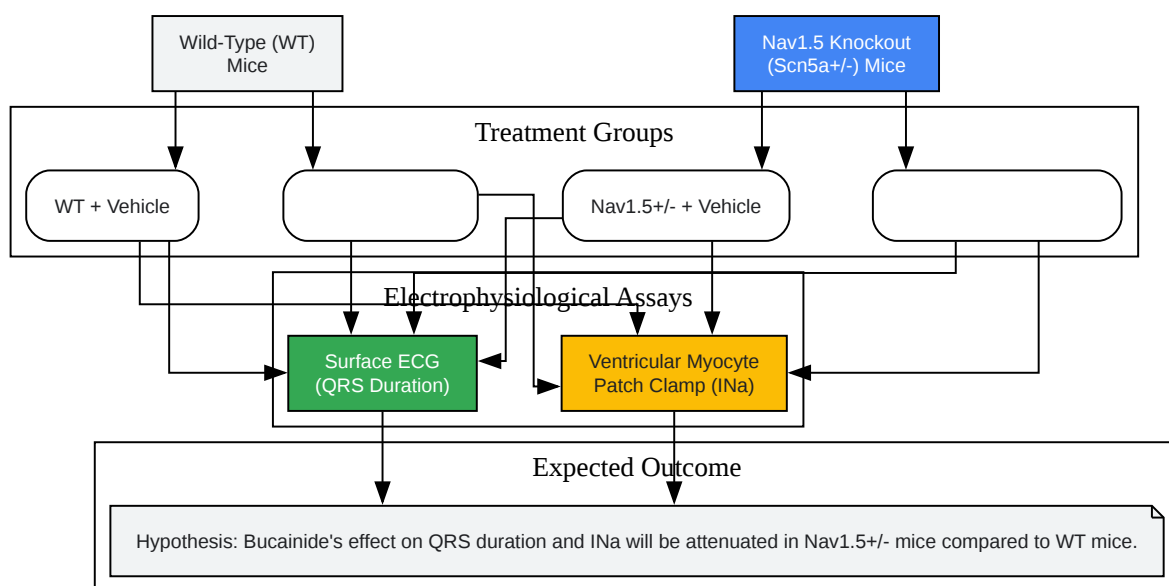 Wild-Type (WT)
Mice
Nav1.5 Knockout
(Scn5a+/-) Mice
Treatment Groups
WT + Vehicle
Nav1.5+/- + Vehicle
Electrophysiological Assays
Surface ECG
(QRS Duration)
Ventricular Myocyte
Patch Clamp (INa)
Expected Outcome
Hypothesis: Bucainide's effect on QRS duration and INa will be attenuated in Nav1.5+/- mice compared to WT mice.